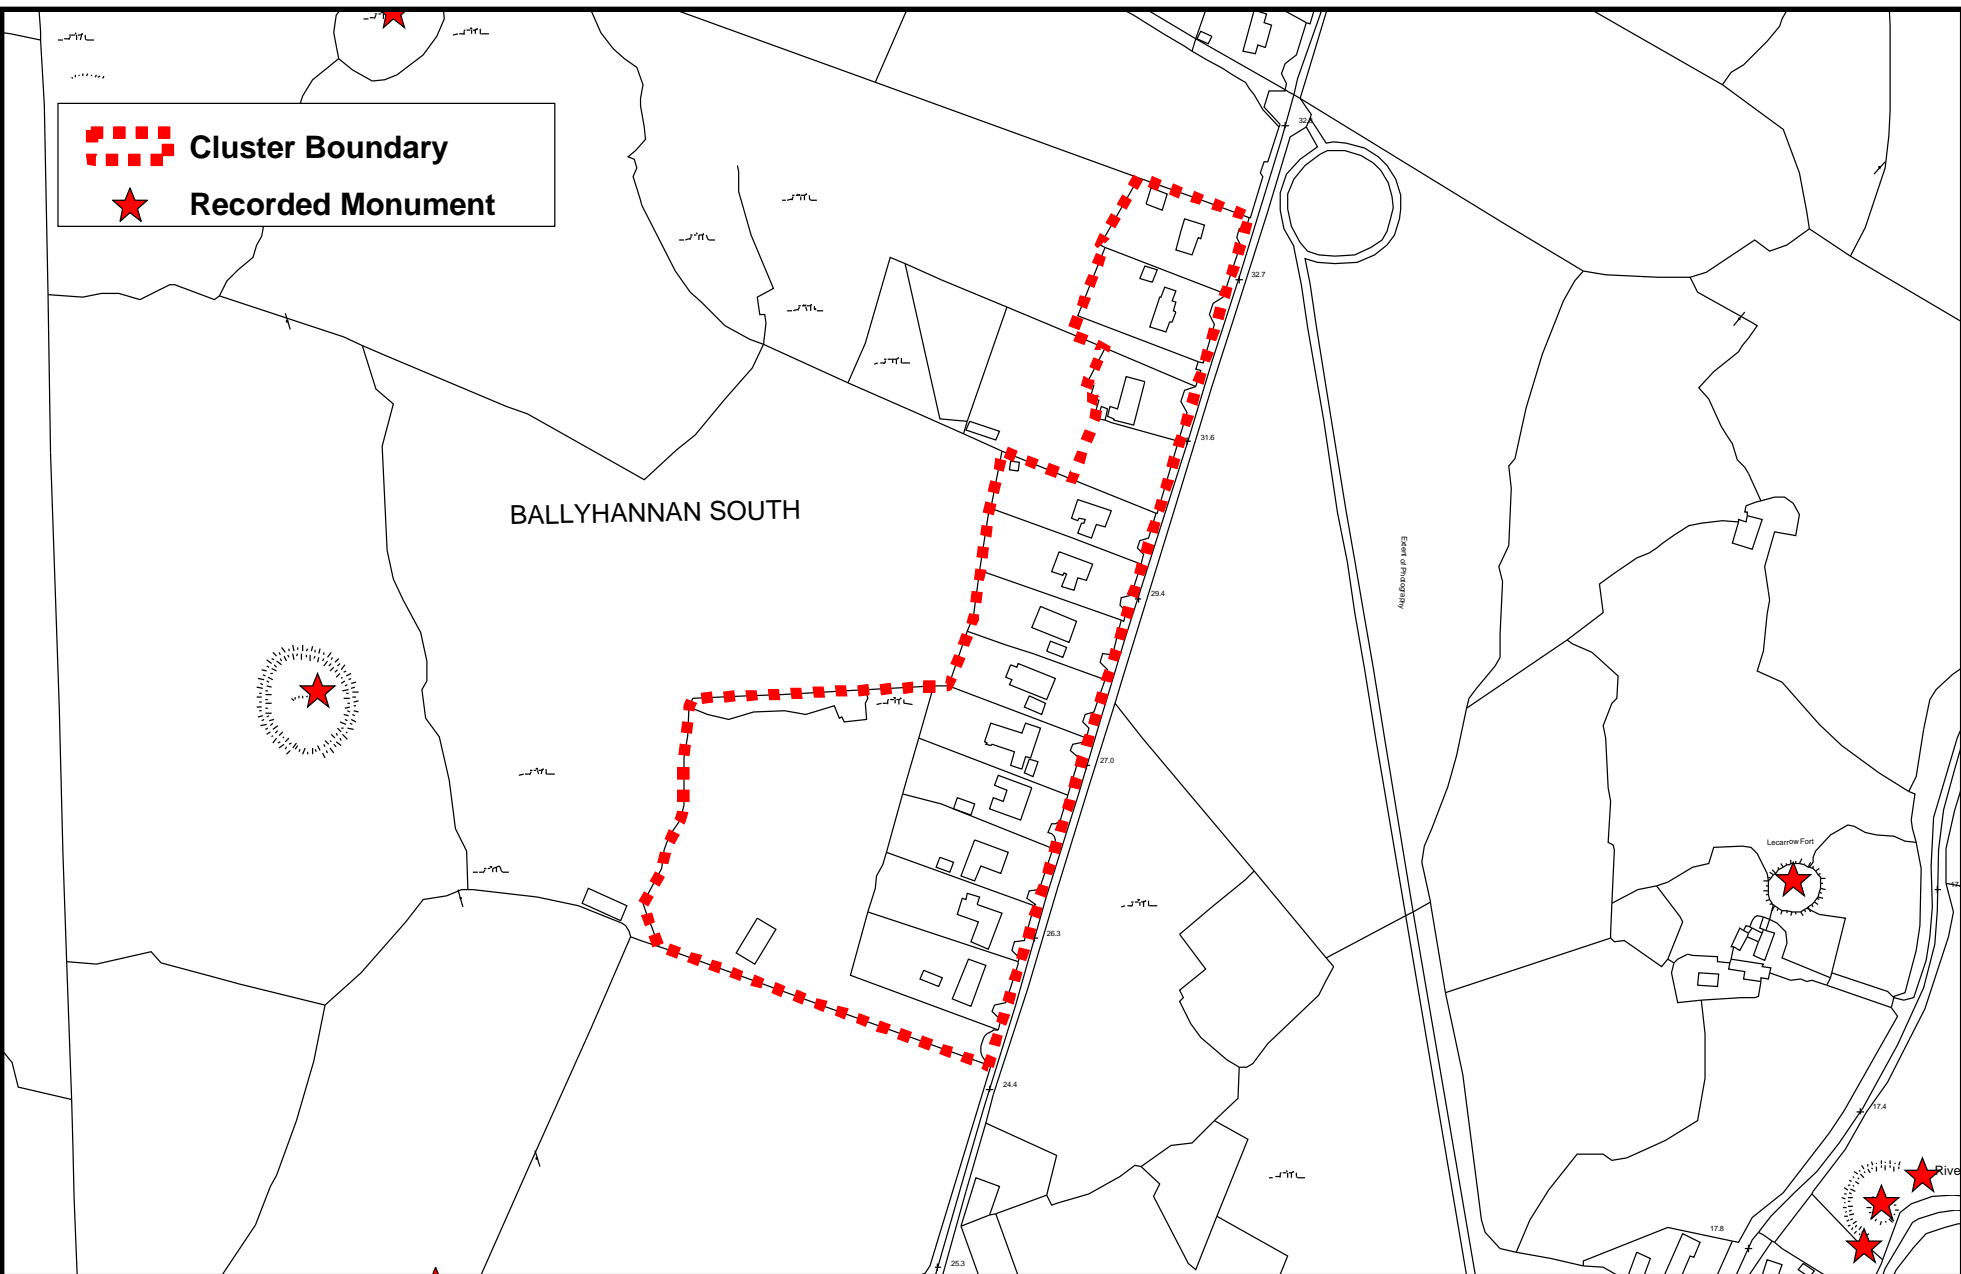 Cluster Boundary
Recorded Monument
32.7
31.6
BALLYHANNAN SOUTH
Extent of Photography
29.4
27.0
Lecarrow Fort
26.3
24.4
17.4
17.8
25.3